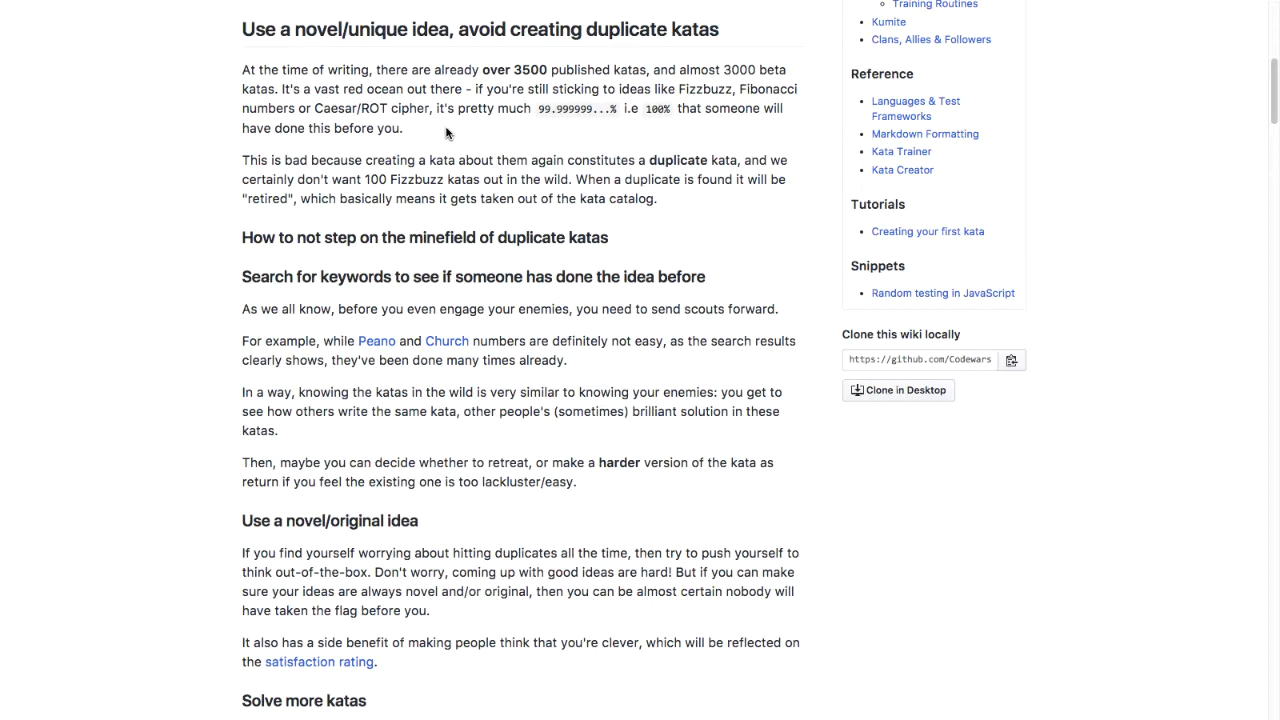 Use a novel/unique idea, avoid creating duplicate katas
At the time of writing, there are already over 3500 published katas, and almost 3000 beta
katas. It's a vast red ocean out there - if you're still sticking to ideas like Fizzbuzz, Fibonacci
numbers or Caesar/ROT cipher, it's pretty much 99.999999...% i.e 100% that someone will
have done this before you.
This is bad because creating a kata about them again constitutes a duplicate kata, and we
certainly don't want 100 Fizzbuzz katas out in the wild. When a duplicate is found it will be
"retired", which basically means it gets taken out of the kata catalog.
How to not step on the minefield of duplicate katas
Search for keywords to see if someone has done the idea before
As we all know, before you even engage your enemies, you need to send scouts forward.
For example, while Peano and Church numbers are definitely not easy, as the search results
clearly shows, they've been done many times already.
In a way, knowing the katas in the wild is very similar to knowing your enemies: you get to
see how others write the same kata, other people's (sometimes) brilliant solution in these
katas.
Then, maybe you can decide whether to retreat, or make a harder version of the kata as
return if you feel the existing one is too lackluster/easy.
Use a novel/original idea
If you find yourself worrying about hitting duplicates all the time, then try to push yourself to
think out-of-the-box. Don't worry, coming up with good ideas are hard! But if you can make
sure your ideas are always novel and/or original, then you can be almost certain nobody will
have taken the flag before you.
It also has a side benefit of making people think that you're clever, which will be reflected on
the satisfaction rating.
Solve more katas
Training Routines
Kumite
Clans, Allies & Followers
Reference
Languages & Test
Frameworks
Markdown Formatting
Kata Trainer
Kata Creator
Tutorials
Creating your first kata
Snippets
Random testing in JavaScript
Clone this wiki locally
https://github.com/Codewars
Clone in Desktop